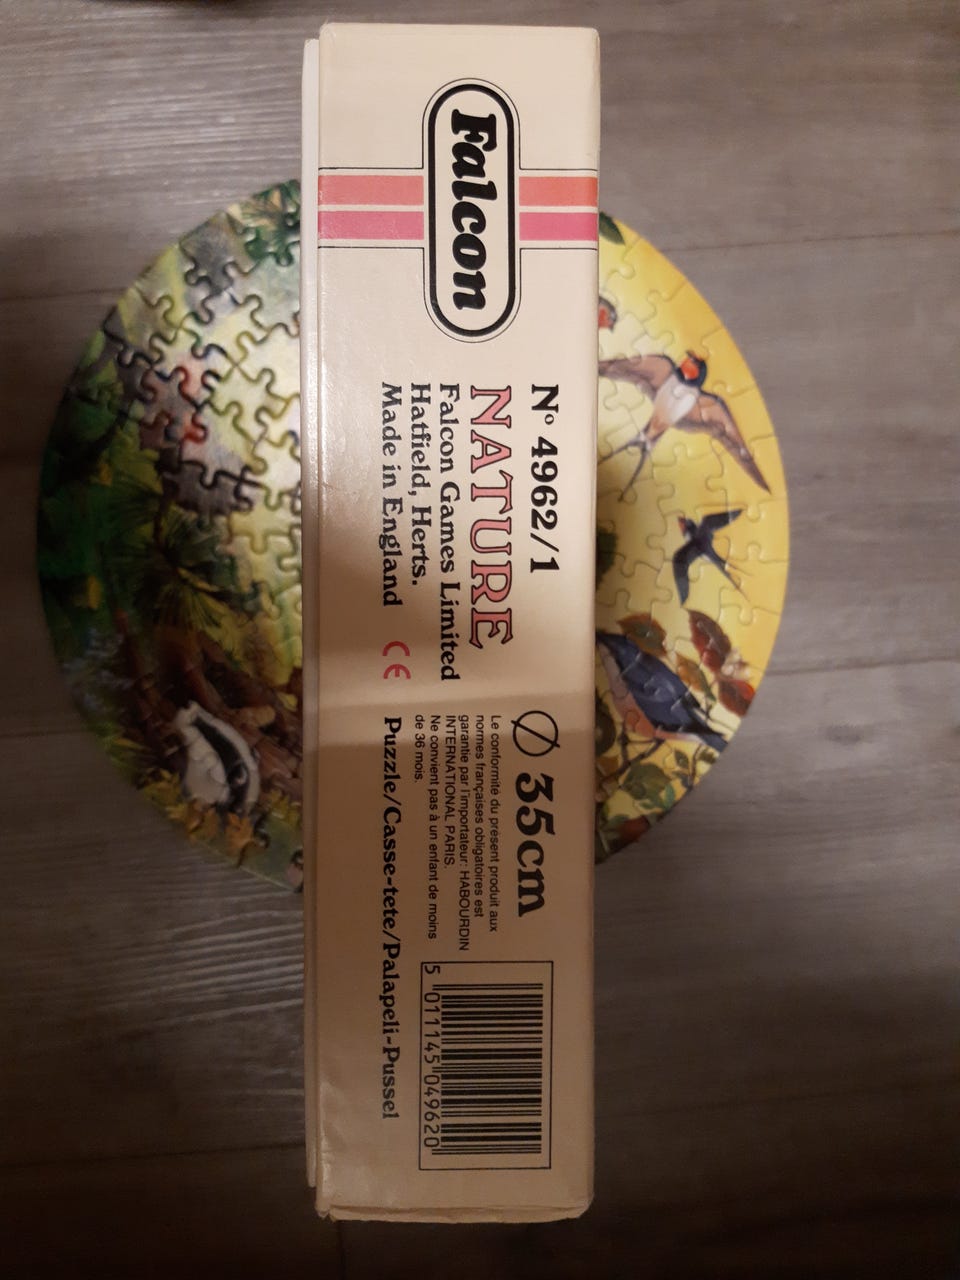 Falcon
Nº 4962/1
NATURE
Falcon Games Limited
Hatfield, Herts.
Made in England CE
Ø 35cm
Le conformité du présent produit aux
normes françaises obligatoires est
garantie par l'importateur: HABOURDIN
INTERNATIONAL PARIS.
Ne convient pas à un enfant de moins
de 36 mois.
Puzzle/Casse-tete/Palapeli-Pussel
5 011145 049620